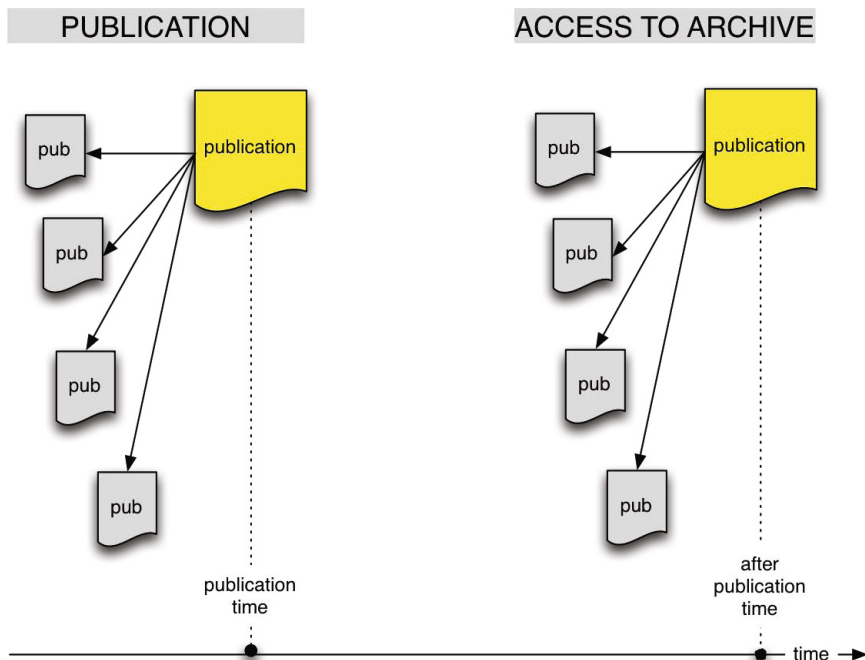 PUBLICATION
ACCESS TO ARCHIVE
publication
pub
pub
pub
pub
publication
time
publication
pub
pub
pub
pub
after
publication
time
time